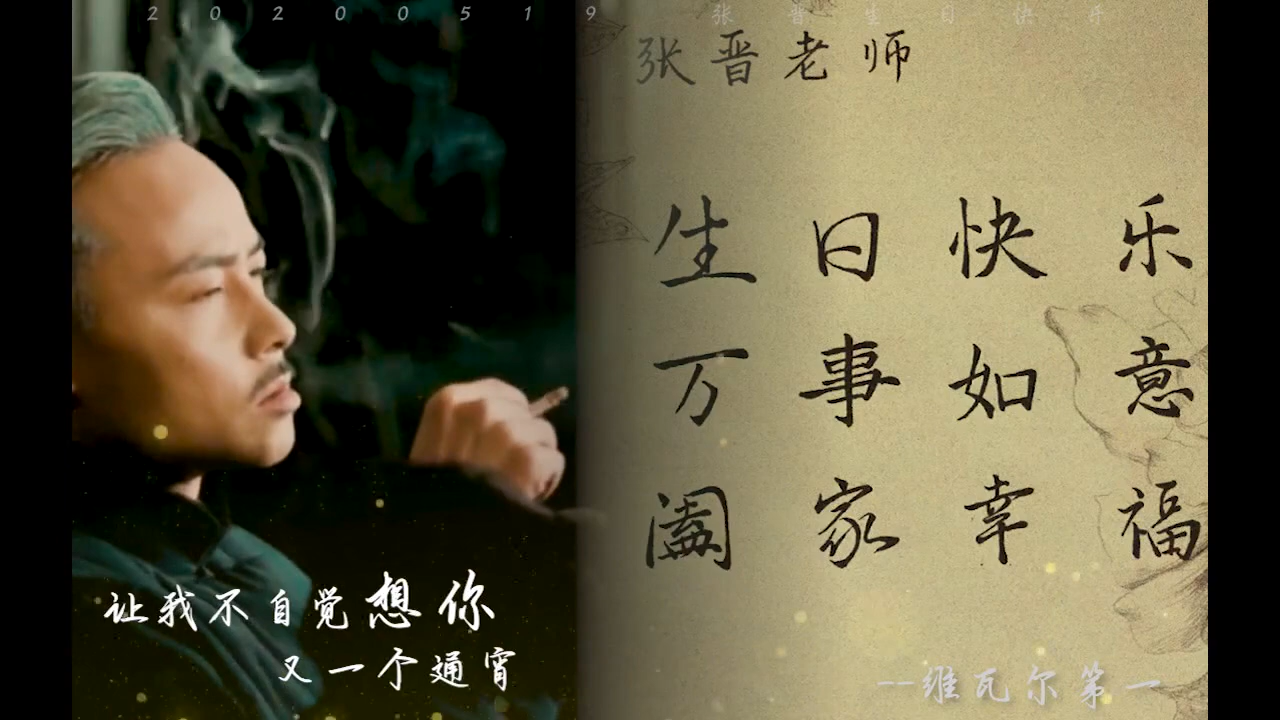 20200519 张晋生日快乐
张晋老师
生日快乐
万事如意
阖家幸福
让我不自觉想你
又一个通宵
--维瓦尔第一